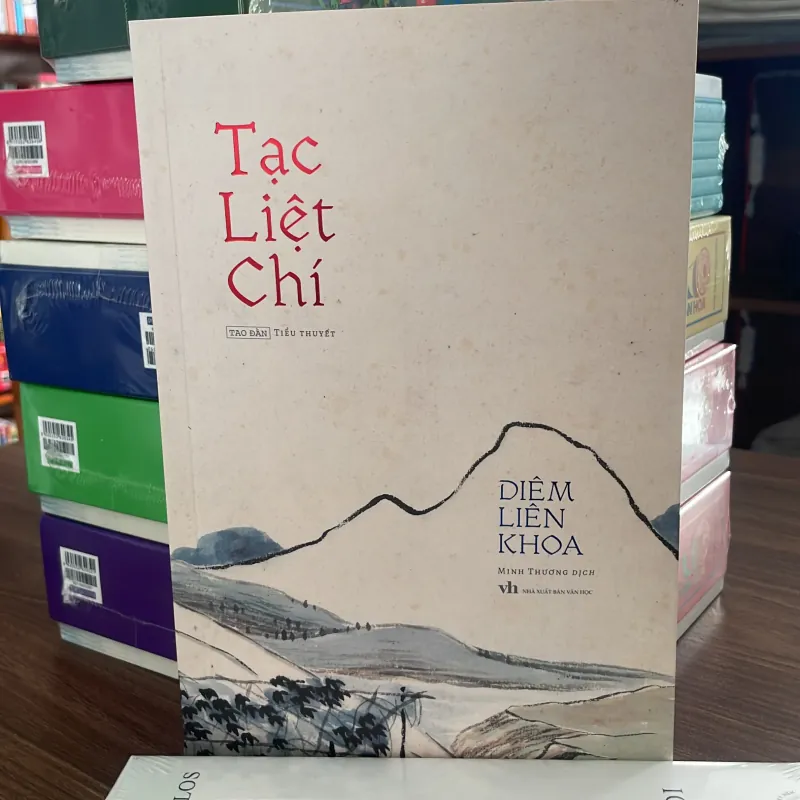 Tạc
Liệt
Chí
TAO ĐÀN TIỂU THUYẾT
DIÊM
LIÊN
KHOA
MINH THƯƠNG DỊCH
vh NHÀ XUẤT BẢN VĂN HỌC
LOS